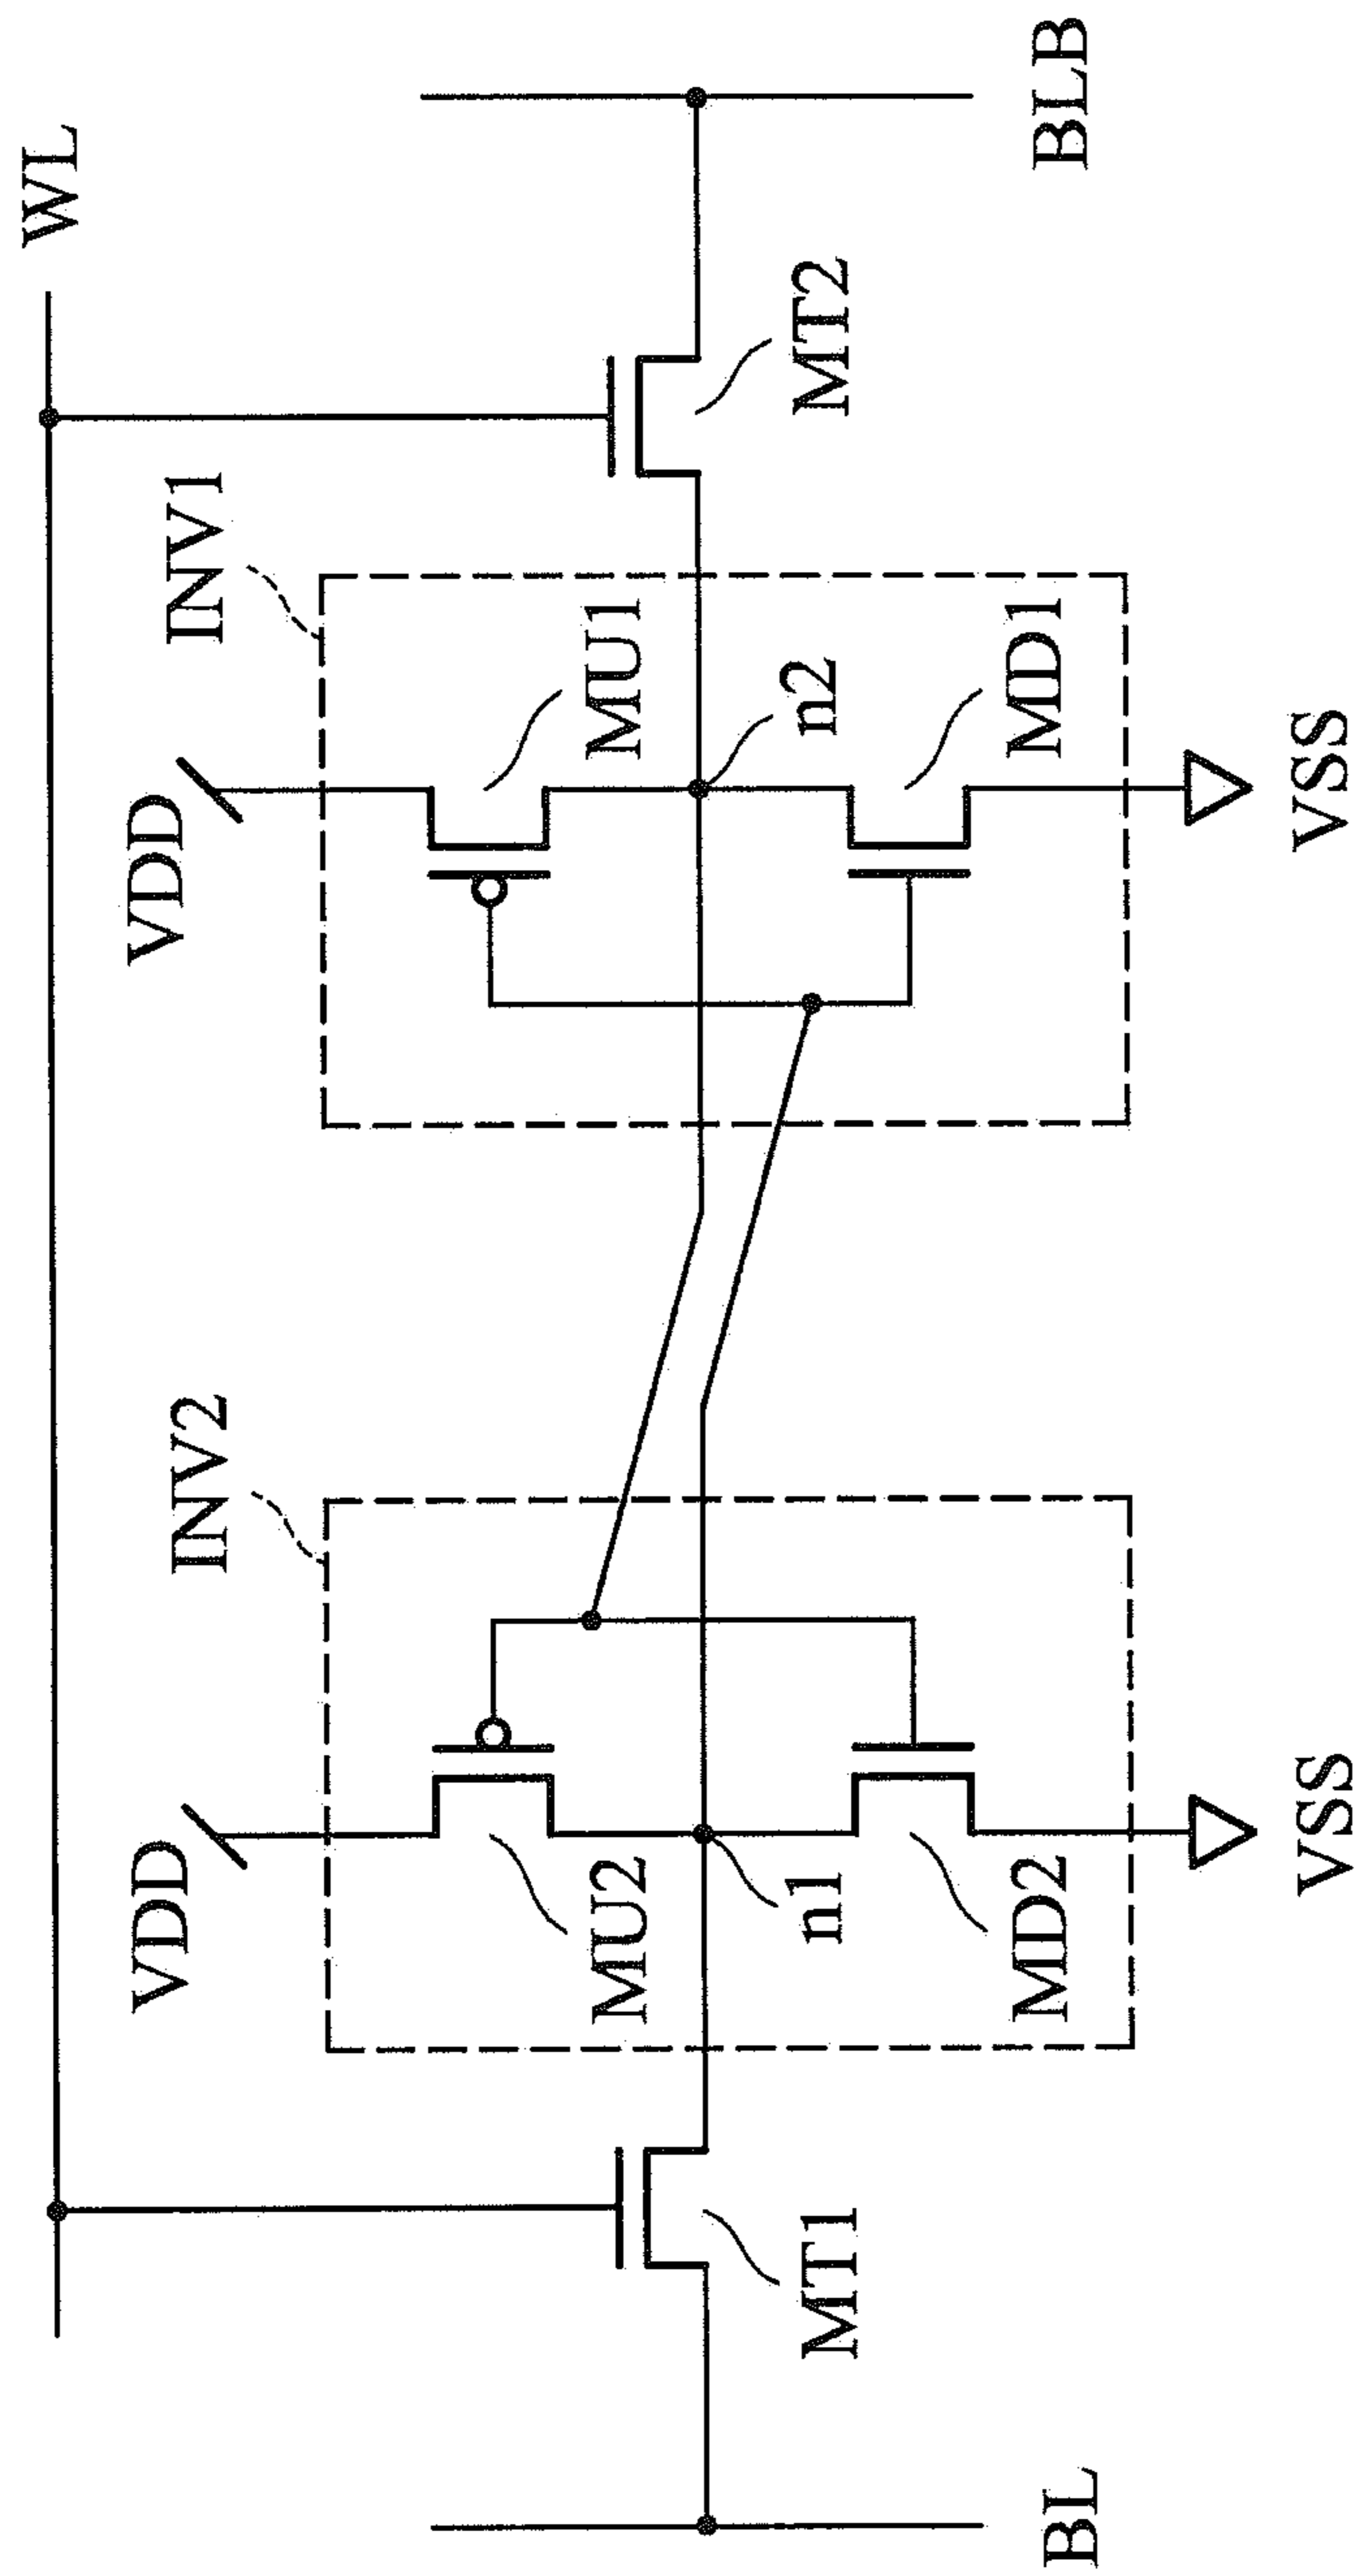 WL
INV2
INV1
VDD
VDD
MU2
MU1
MT1
n1
n2
MT2
MD2
MD1
BL
BLB
VSS
VSS